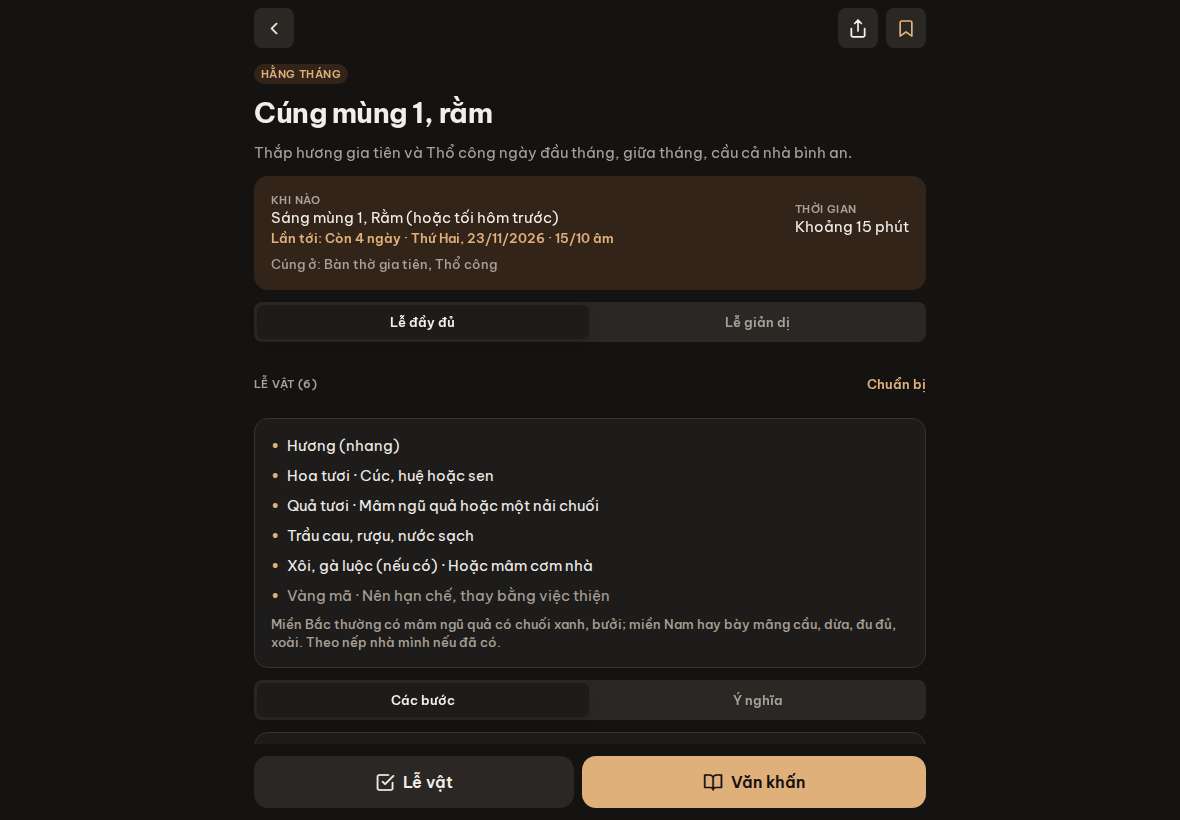 HẰNG THÁNG
Cúng mùng 1, rằm
Thắp hương gia tiên và Thổ công ngày đầu tháng, giữa tháng, cầu cả nhà bình an.
KHI NÀO
Sáng mùng 1, Rằm (hoặc tối hôm trước)
Lần tới: Còn 4 ngày · Thứ Hai, 23/11/2026 · 15/10 âm
Cúng ở: Bàn thờ gia tiên, Thổ công
THỜI GIAN
Khoảng 15 phút
Lễ đầy đủ
Lễ giản dị
LỄ VẬT (6)
Chuẩn bị
• Hương (nhang)
• Hoa tươi · Cúc, huệ hoặc sen
• Quả tươi · Mâm ngũ quả hoặc một nải chuối
• Trầu cau, rượu, nước sạch
• Xôi, gà luộc (nếu có) · Hoặc mâm cơm nhà
• Vàng mã · Nên hạn chế, thay bằng việc thiện
Miền Bắc thường có mâm ngũ quả có chuối xanh, bưởi; miền Nam hay bày mãng cầu, dừa, đu đủ,
xoài. Theo nếp nhà mình nếu đã có.
Các bước
Ý nghĩa
Lễ vật
Văn khấn